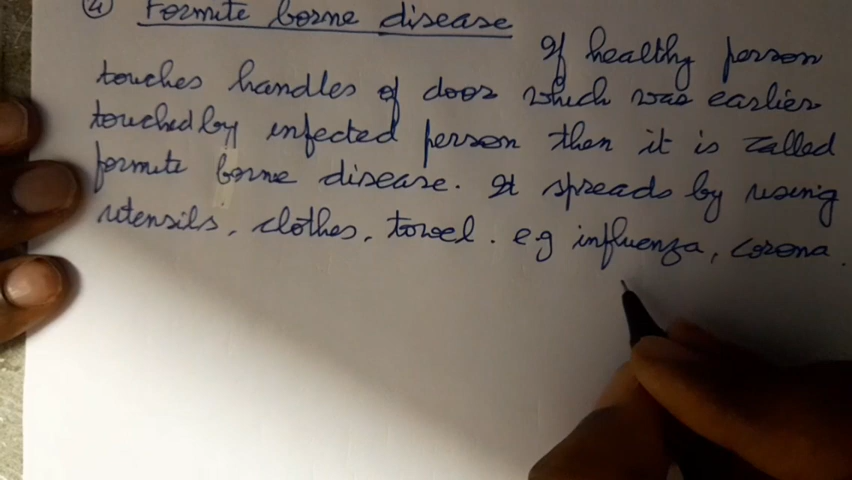 ④ Formite borne disease
If healthy person
touches handles of door which was earlier
touched by infected person then it is called
formite borne disease. It spreads by using
utensils, clothes, towel. eg influenza, corona.